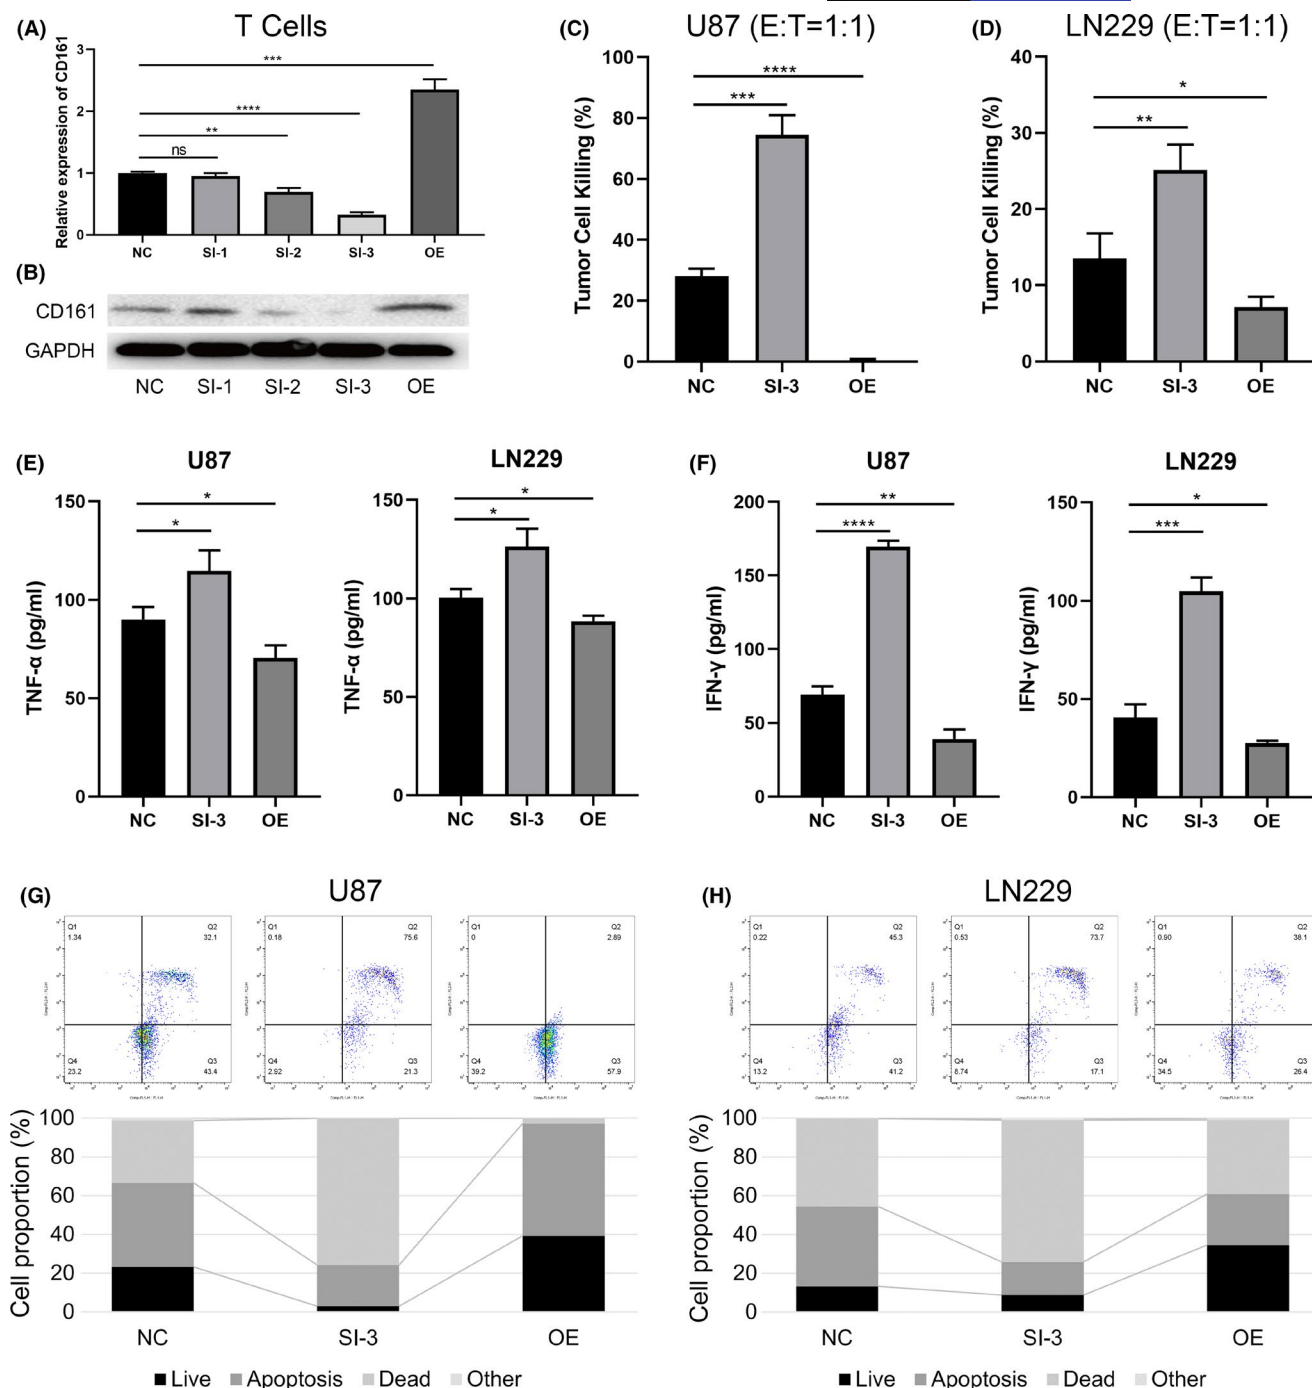 (A)
T Cells
Relative expression of CD161
3
2
1
0
***
****
**
ns
NC SI-1 SI-2 SI-3 OE
(B)
CD161
GAPDH
NC SI-1 SI-2 SI-3 OE
(C)
U87 (E:T=1:1)
Tumor Cell Killing (%)
100
80
60
40
20
0
****
***
NC SI-3 OE
(D)
LN229 (E:T=1:1)
Tumor Cell Killing (%)
40
30
20
10
0
*
**
NC SI-3 OE
(E)
U87
TNF-α (pg/ml)
150
100
50
0
*
*
NC SI-3 OE
LN229
TNF-α (pg/ml)
150
100
50
0
*
*
NC SI-3 OE
(F)
U87
IFN-γ (pg/ml)
200
150
100
50
0
**
****
NC SI-3 OE
LN229
IFN-γ (pg/ml)
150
100
50
0
*
***
NC SI-3 OE
(G)
U87
Q1 Q2
1.34 32.1
Q4 Q3
23.2 43.4
Q1 Q2
0.18 75.6
Q4 Q3
2.92 21.3
Q1 Q2
0 2.89
Q4 Q3
39.2 57.9
Cell proportion (%)
100
80
60
40
20
0
NC SI-3 OE
Live Apoptosis Dead Other
(H)
LN229
Q1 Q2
0.22 45.3
Q4 Q3
13.2 41.2
Q1 Q2
0.53 73.7
Q4 Q3
8.74 17.1
Q1 Q2
0.90 38.1
Q4 Q3
34.5 26.4
Cell proportion (%)
100
80
60
40
20
0
NC SI-3 OE
Live Apoptosis Dead Other